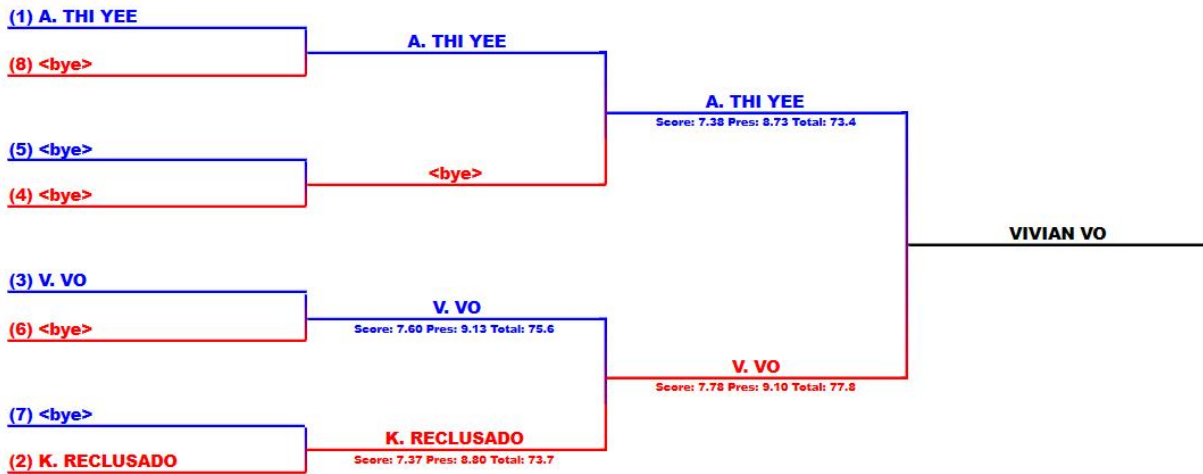 (1) A. THI YEE
A. THI YEE
(8) <bye>
A. THI YEE
Score: 7.38 Pres: 8.73 Total: 73.4
(5) <bye>
<bye>
(4) <bye>
VIVIAN VO
(3) V. VO
V. VO
Score: 7.60 Pres: 9.13 Total: 75.6
(6) <bye>
V. VO
Score: 7.78 Pres: 9.10 Total: 77.8
(7) <bye>
K. RECLUSADO
Score: 7.37 Pres: 8.80 Total: 73.7
(2) K. RECLUSADO